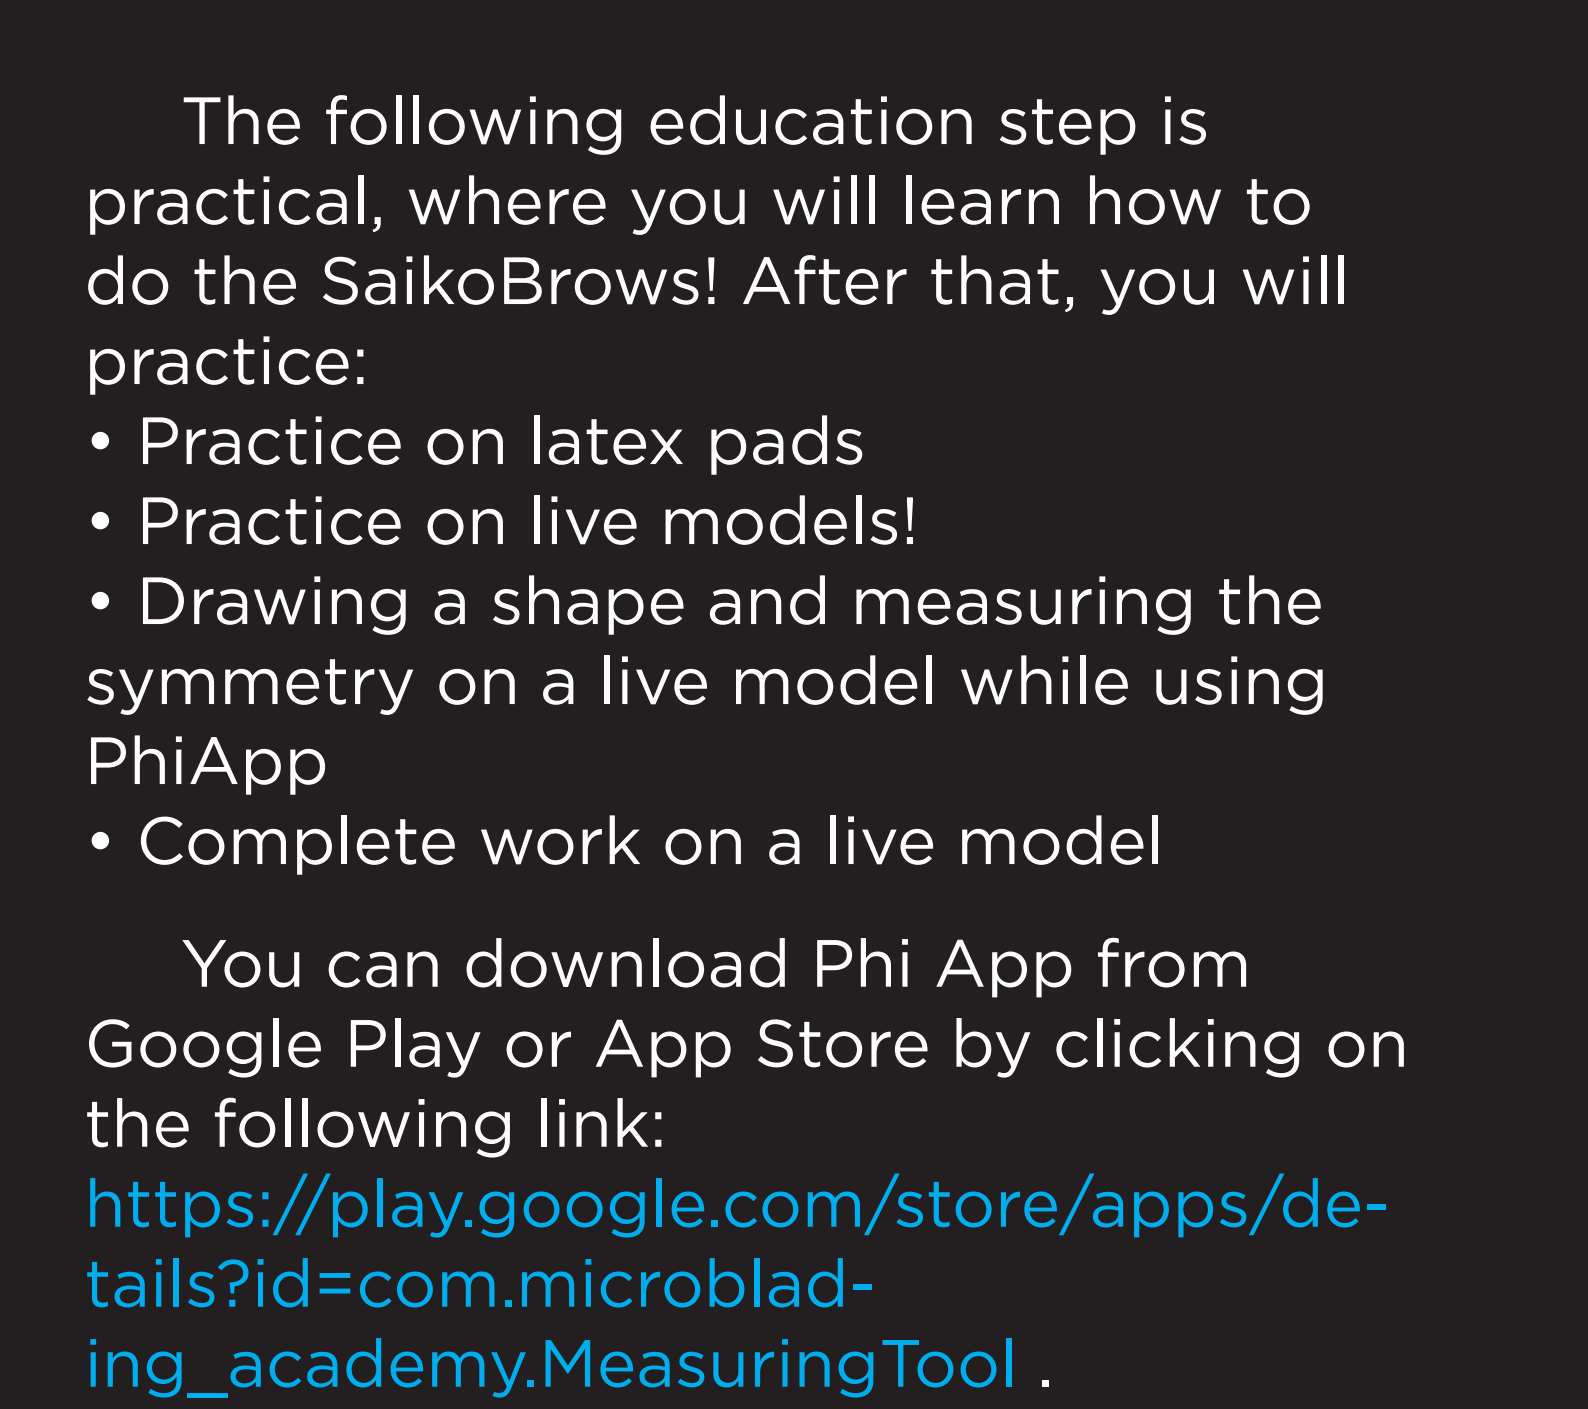 The following education step is
practical, where you will learn how to
do the SaikoBrows! After that, you will
practice:
• Practice on latex pads
• Practice on live models!
• Drawing a shape and measuring the
symmetry on a live model while using
PhiApp
• Complete work on a live model
You can download Phi App from
Google Play or App Store by clicking on
the following link:
https://play.google.com/store/apps/de-
tails?id=com.microblad-
ing_academy.MeasuringTool .